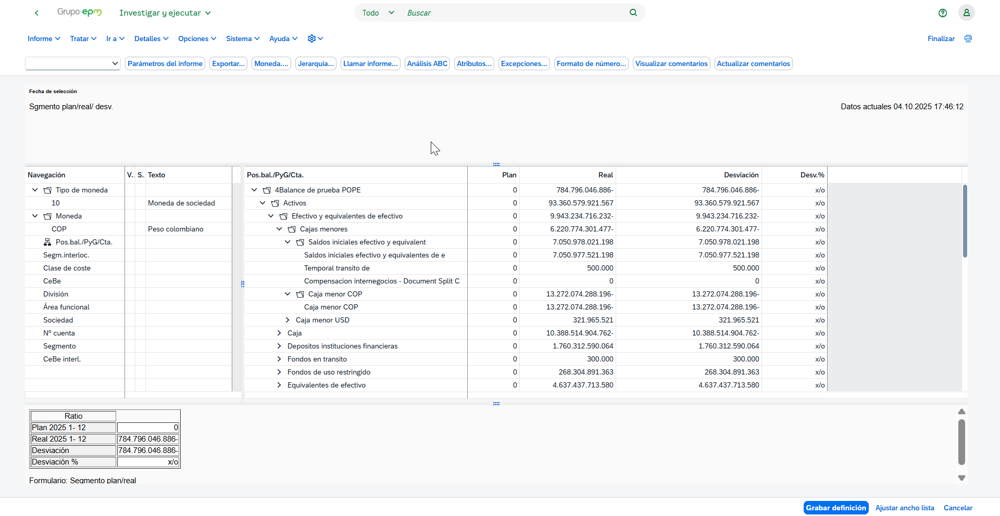 Grupo·epm
Investigar y ejecutar
Todo
Buscar
Informe
Tratar
Ir a
Detalles
Opciones
Sistema
Ayuda
Finalizar
Parámetros del informe
Exportar...
Moneda....
Jerarquía...
Llamar informe...
Análisis ABC
Atributos...
Excepciones...
Formato de número...
Visualizar comentarios
Actualizar comentarios
Fecha de selección
Sgmento plan/real/ desv.
Datos actuales 04.10.2025 17:46:12
Navegación V.. S.. Texto
Tipo de moneda
10 Moneda de sociedad
Moneda
COP Peso colombiano
Pos.bal./PyG/Cta.
Segm.interloc.
Clase de coste
CeBe
División
Área funcional
Sociedad
Nº cuenta
Segmento
CeBe interl.
Pos.bal./PyG/Cta. Plan Real Desviación Desv.%
4Balance de prueba POPE 0 784.796.046.886- 784.796.046.886- x/o
Activos 0 93.360.579.921.567 93.360.579.921.567 x/o
Efectivo y equivalentes de efectivo 0 9.943.234.716.232- 9.943.234.716.232- x/o
Cajas menores 0 6.220.774.301.477- 6.220.774.301.477- x/o
Saldos iniciales efectivo y equivalent 0 7.050.978.021.198 7.050.978.021.198 x/o
Saldos iniciales efectivo y equivalentes de e 0 7.050.977.521.198 7.050.977.521.198 x/o
Temporal transito de 0 500.000 500.000 x/o
Compensacion internegocios - Document Split C 0 0 0 x/o
Caja menor COP 0 13.272.074.288.196- 13.272.074.288.196- x/o
Caja menor COP 0 13.272.074.288.196- 13.272.074.288.196- x/o
Caja menor USD 0 321.965.521 321.965.521 x/o
Caja 0 10.388.514.904.762- 10.388.514.904.762- x/o
Depositos instituciones financieras 0 1.760.312.590.064 1.760.312.590.064 x/o
Fondos en transito 0 300.000 300.000 x/o
Fondos de uso restringido 0 268.304.891.363 268.304.891.363 x/o
Equivalentes de efectivo 0 4.637.437.713.580 4.637.437.713.580 x/o
Ratio
Plan 2025 1- 12 0
Real 2025 1- 12 784.796.046.886-
Desviación 784.796.046.886-
Desviación % x/o
Formulario: Segmento plan/real
Grabar definición
Ajustar ancho lista
Cancelar